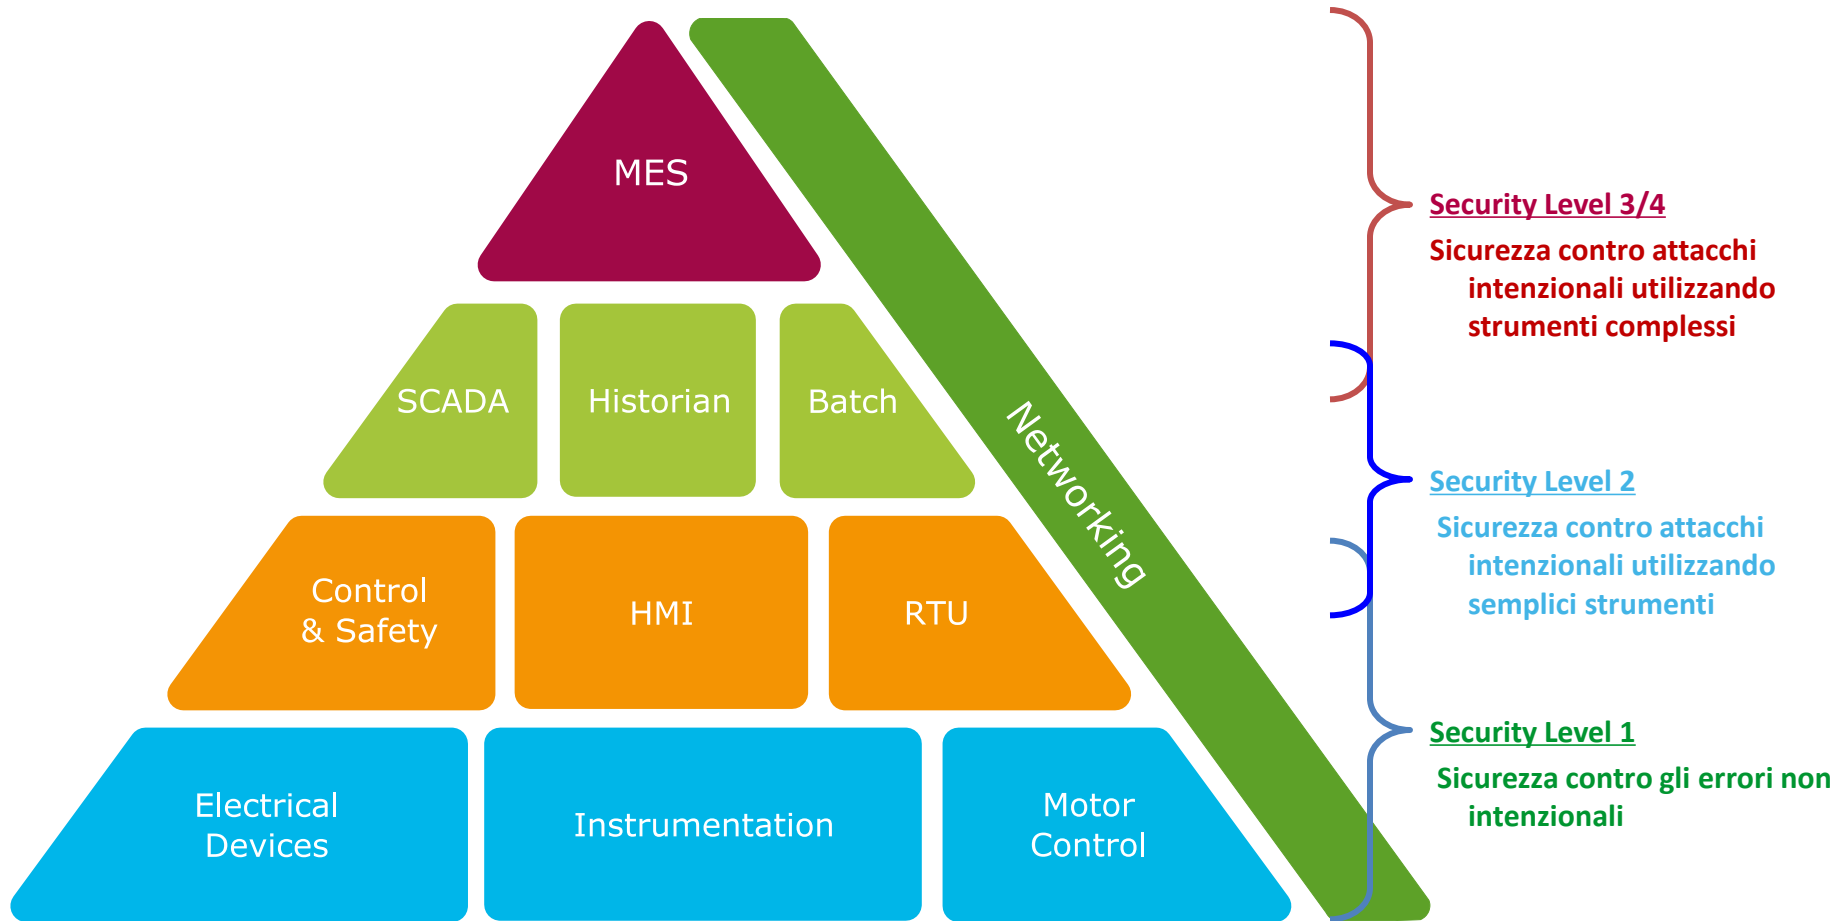 MES
SCADA
Historian
Batch
Control
& Safety
HMI
RTU
Electrical
Devices
Instrumentation
Motor
Control
Networking
Security Level 3/4
Sicurezza contro attacchi
intenzionali utilizzando
strumenti complessi
Security Level 2
Sicurezza contro attacchi
intenzionali utilizzando
semplici strumenti
Security Level 1
Sicurezza contro gli errori non
intenzionali